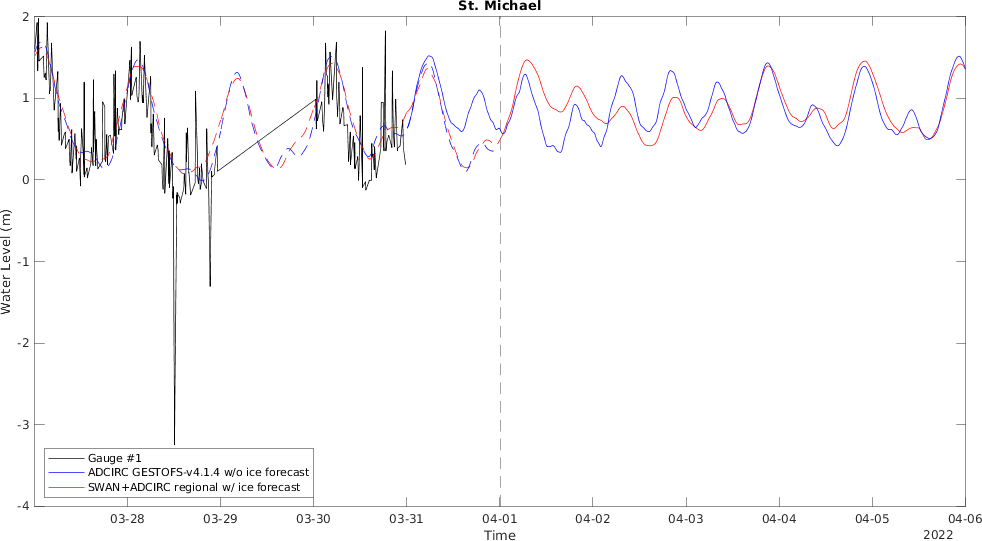 St. Michael
2
1
0
-1
-2
-3
-4
Water Level (m)
Gauge #1
ADCIRC GESTOFS-v4.1.4 w/o ice forecast
SWAN+ADCIRC regional w/ ice forecast
03-28 03-29 03-30 03-31 04-01 04-02 04-03 04-04 04-05 04-06
Time
2022